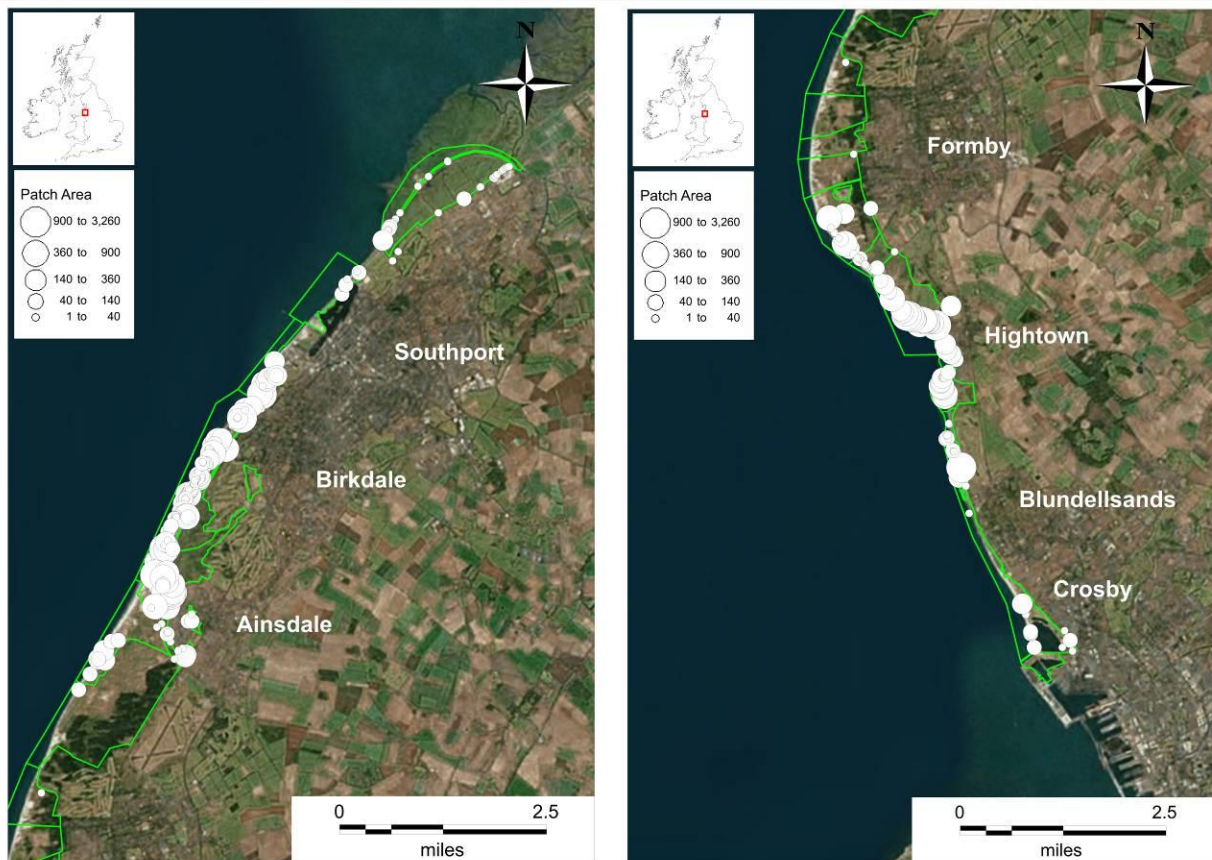 N
Patch Area
900 to 3,260
360 to 900
140 to 360
40 to 140
1 to 40
Southport
Birkdale
Ainsdale
0 2.5
miles
N
Patch Area
900 to 3,260
360 to 900
140 to 360
40 to 140
1 to 40
Formby
Hightown
Blundellsands
Crosby
0 2.5
miles